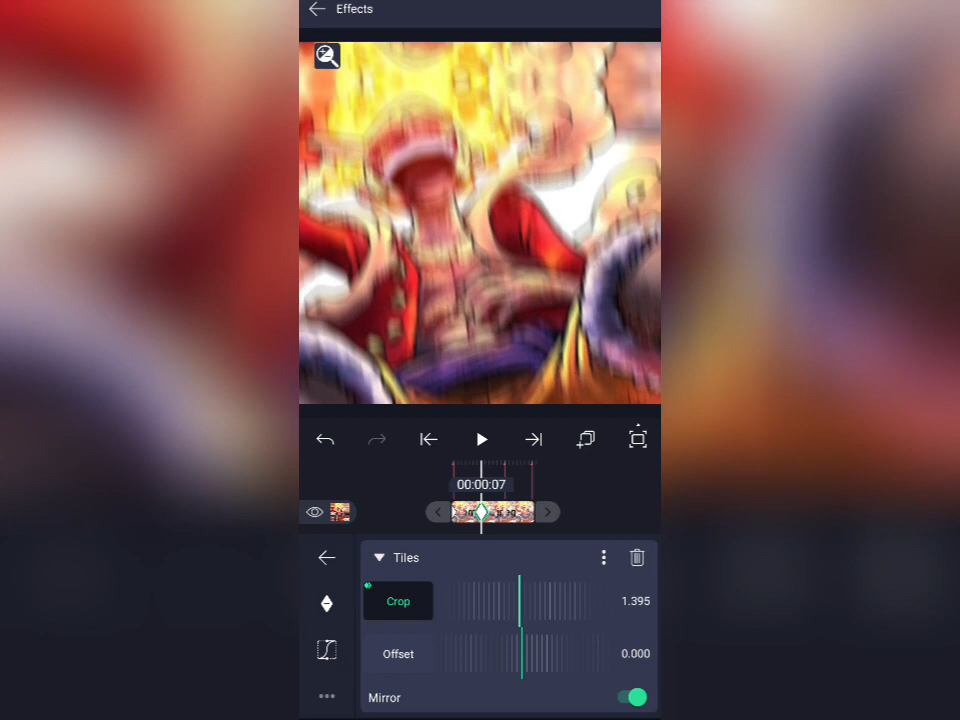 Effects
00:00:07
Tiles
Crop
1.395
Offset
0.000
Mirror